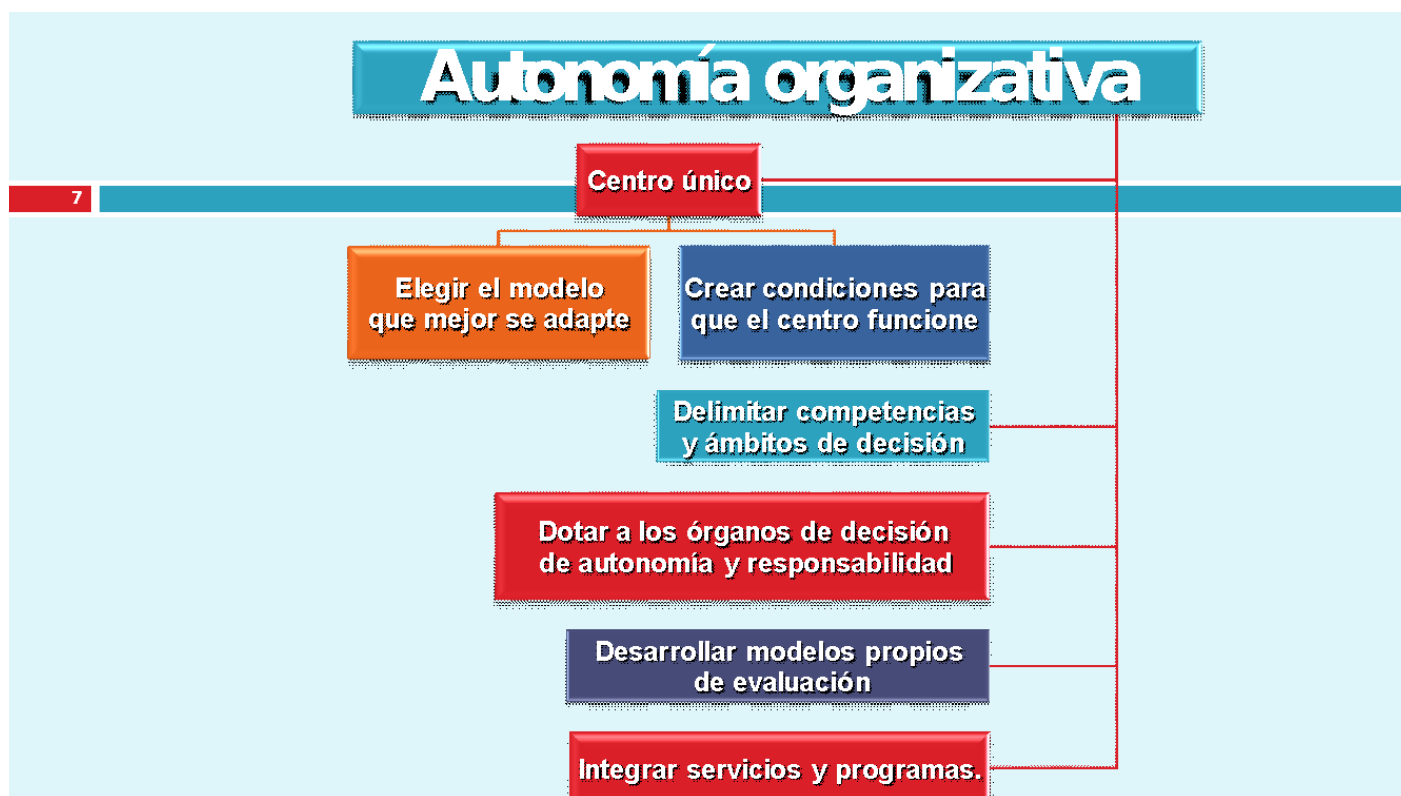 Autonomía organizativa
Centro único
7
Elegir el modelo
que mejor se adapte
Crear condiciones para
que el centro funcione
Delimitar competencias
y ámbitos de decisión
Dotar a los órganos de decisión
de autonomía y responsabilidad
Desarrollar modelos propios
de evaluación
Integrar servicios y programas.